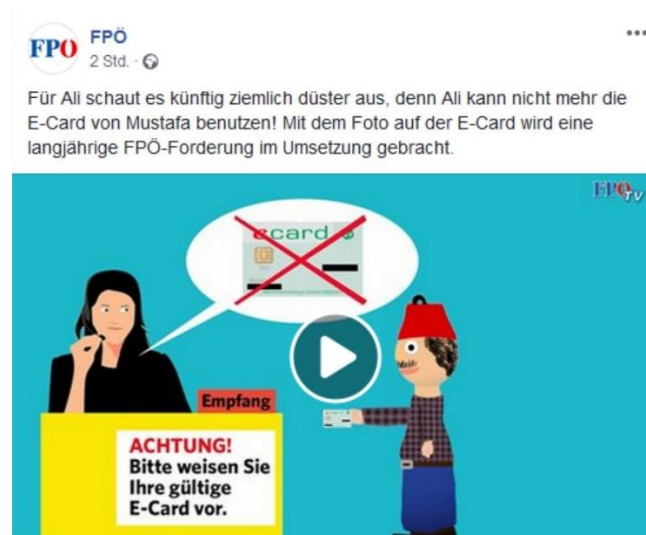 FPÖ
FPÖ
2 Std.
Für Ali schaut es künftig ziemlich düster aus, denn Ali kann nicht mehr die
E-Card von Mustafa benutzen! Mit dem Foto auf der E-Card wird eine
langjährige FPÖ-Forderung im Umsetzung gebracht.
FPÖTV
ecard
Empfang
ACHTUNG!
Bitte weisen Sie
Ihre gültige
E-Card vor.